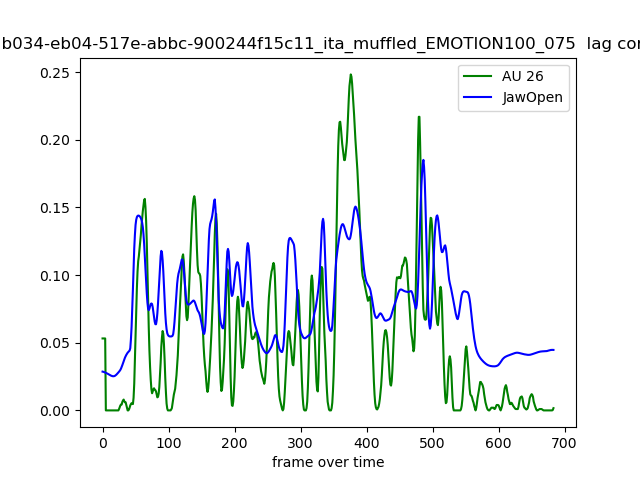 b034-eb04-517e-abbc-900244f15c11_ita_muffled_EMOTION100_075 lag
AU 26
JawOpen
0.25
0.20
0.15
0.10
0.05
0.00
0 100 200 300 400 500 600 700
frame over time